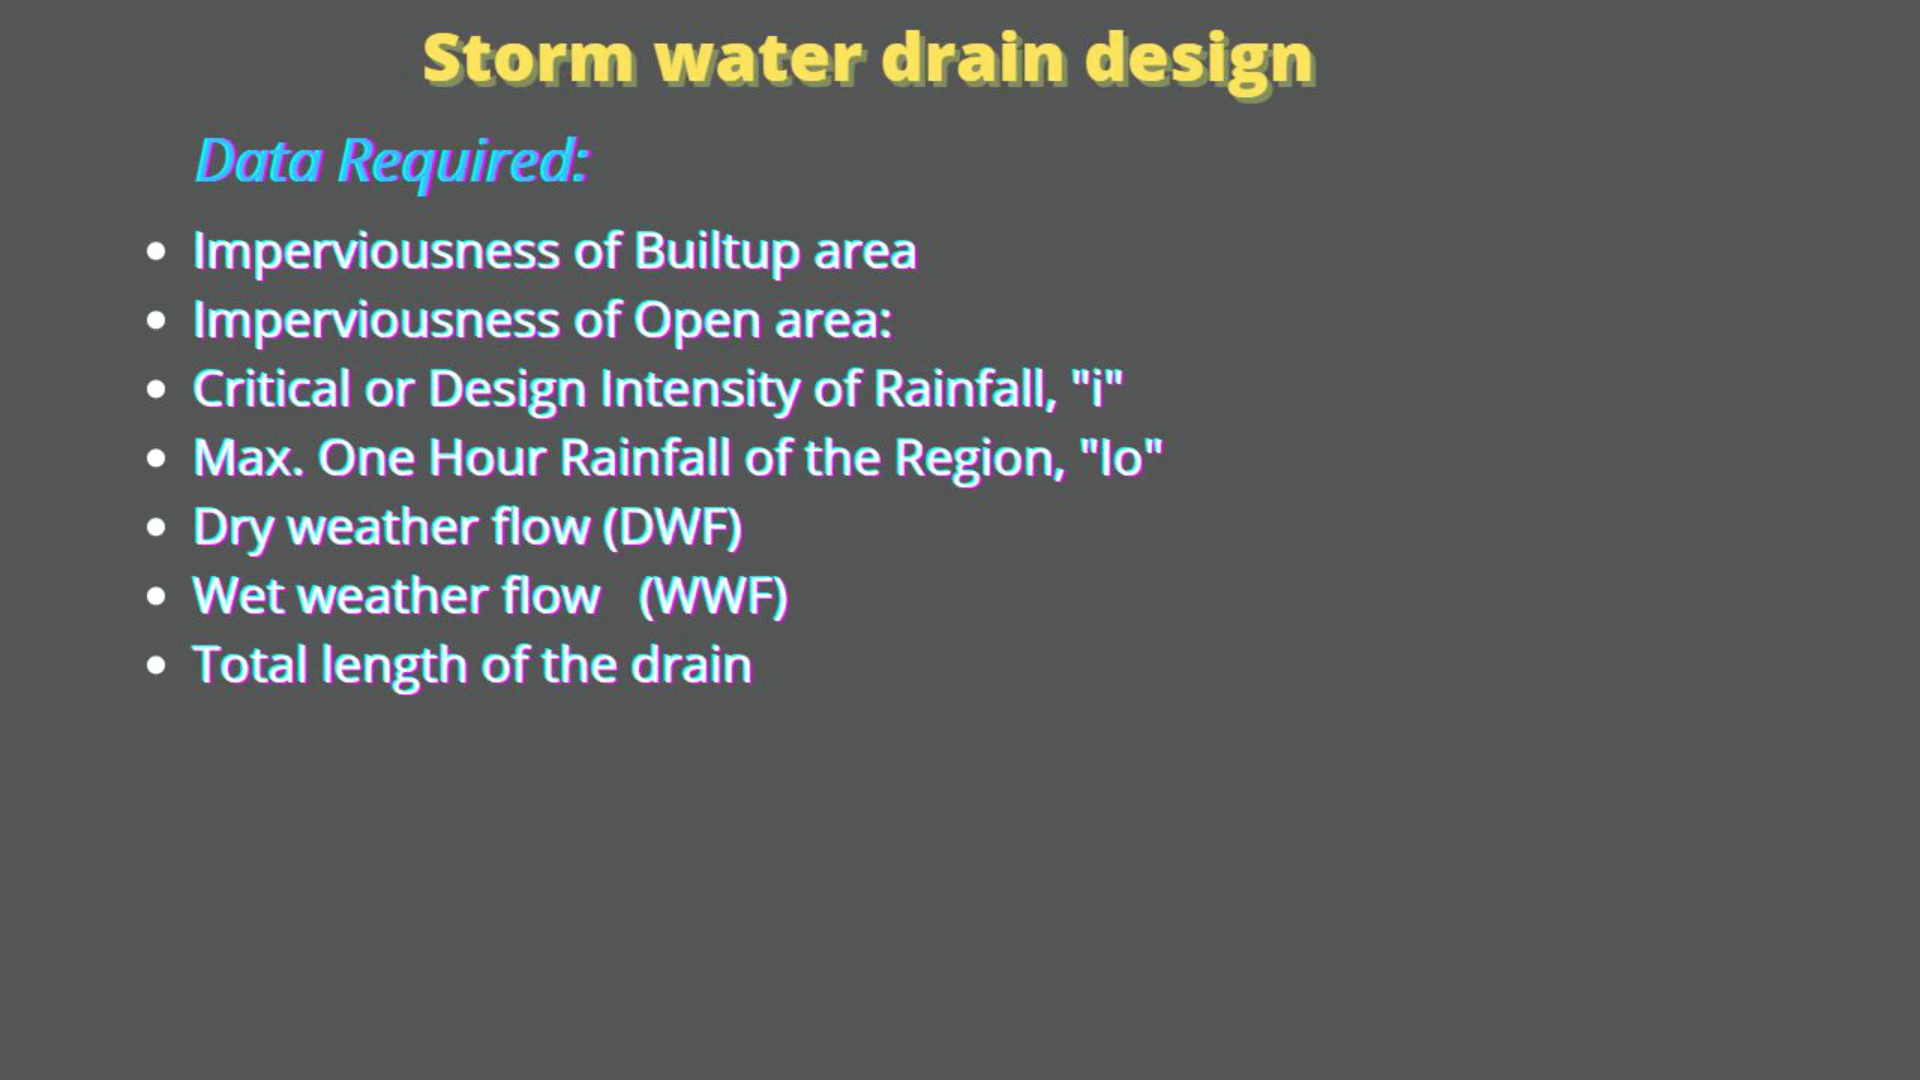 Storm water drain design
Data Required:
• Imperviousness of Builtup area
• Imperviousness of Open area:
• Critical or Design Intensity of Rainfall, "i"
• Max. One Hour Rainfall of the Region, "Io"
• Dry weather flow (DWF)
• Wet weather flow   (WWF)
• Total length of the drain